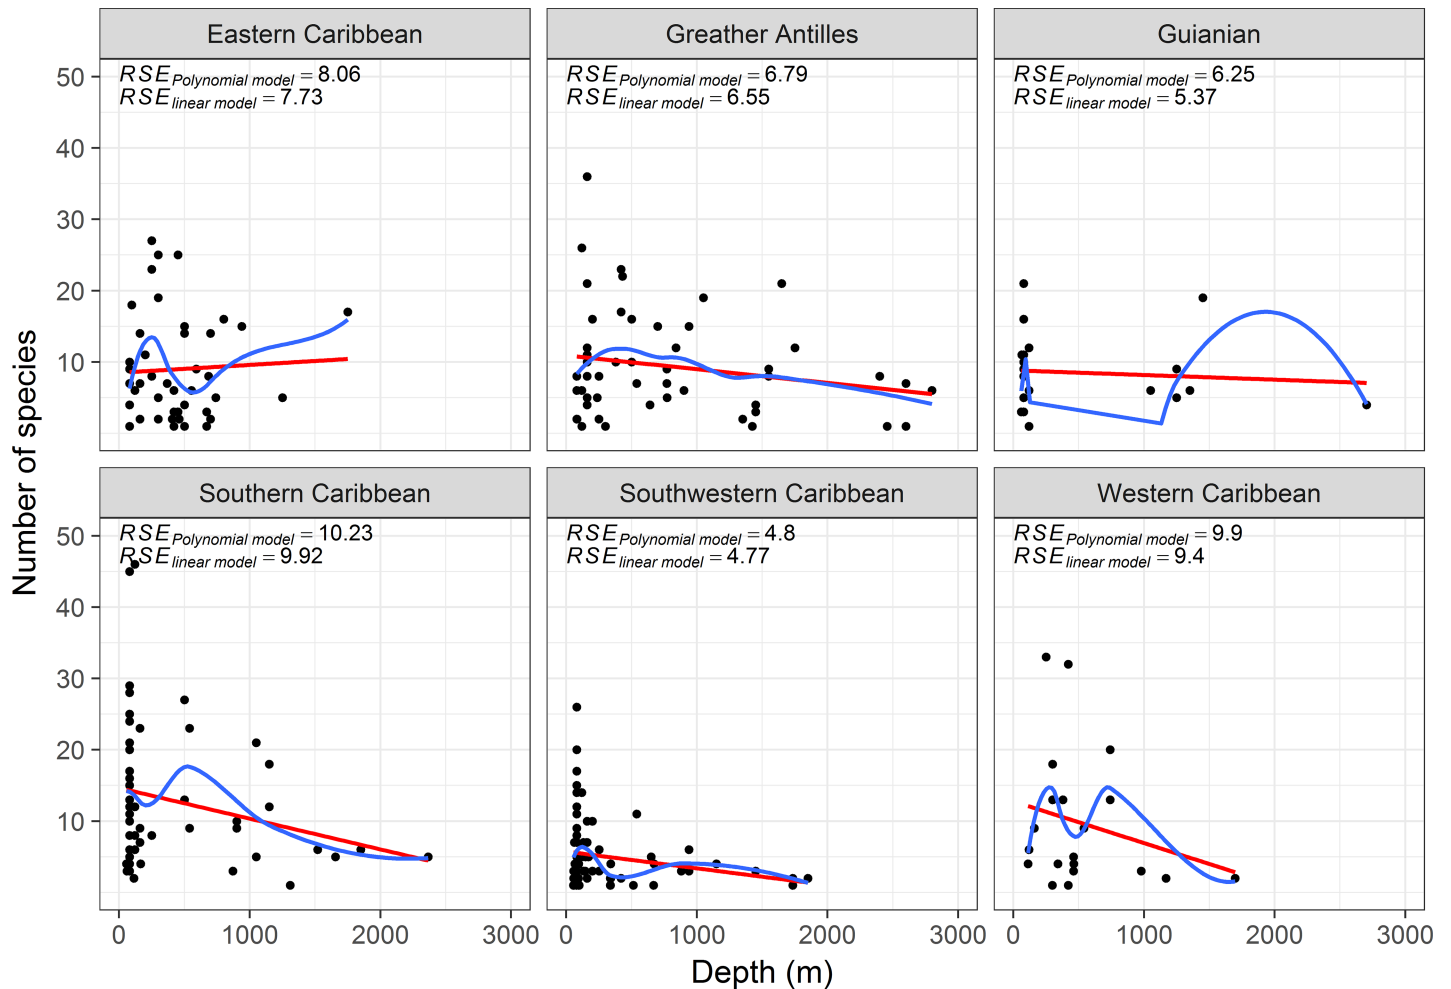 Eastern Caribbean
Greather Antilles
Guianian
RSE Polynomial model = 8.06
RSE linear model = 7.73
RSE Polynomial model = 6.79
RSE linear model = 6.55
RSE Polynomial model = 6.25
RSE linear model = 5.37
50
40
30
20
10
Southern Caribbean
Southwestern Caribbean
Western Caribbean
RSE Polynomial model = 10.23
RSE linear model = 9.92
RSE Polynomial model = 4.8
RSE linear model = 4.77
RSE Polynomial model = 9.9
RSE linear model = 9.4
50
40
30
20
10
Number of species
0 1000 2000 3000
0 1000 2000 3000
0 1000 2000 3000
Depth (m)